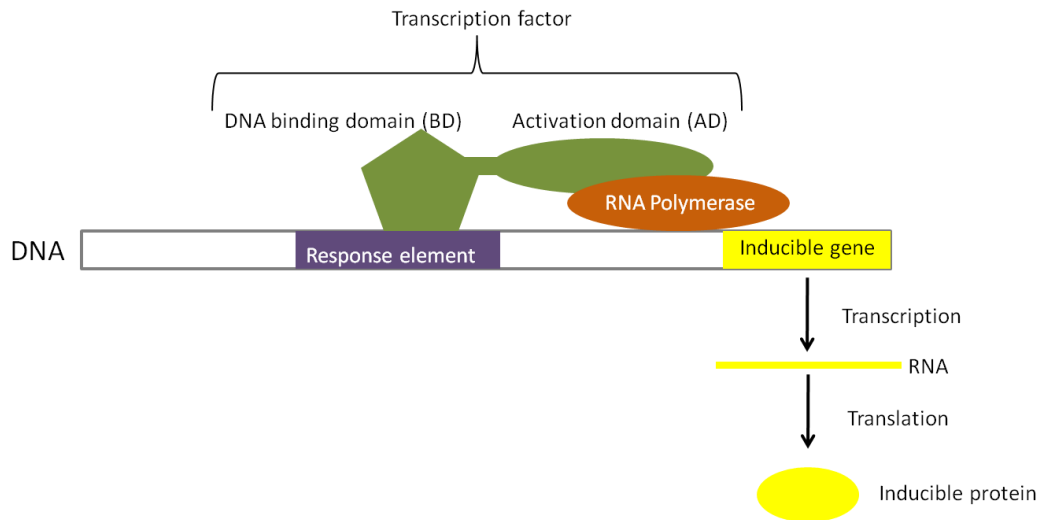 Transcription factor
DNA binding domain (BD)
Activation domain (AD)
RNA Polymerase
DNA
Response element
Inducible gene
Transcription
RNA
Translation
Inducible protein